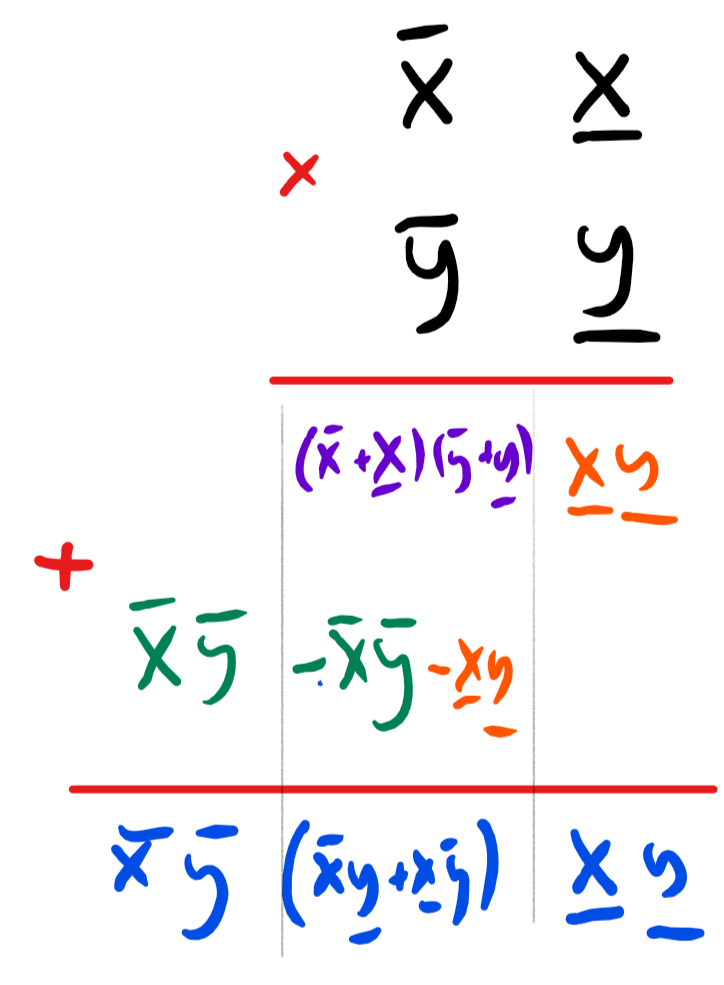 x̄ x̲
× ȳ y̲
(x̄+x̲)(ȳ+y̲) x̲y̲
+ x̄ȳ -x̄ȳ-x̲y̲
x̄ȳ (x̄y̲+x̲ȳ) x̲y̲